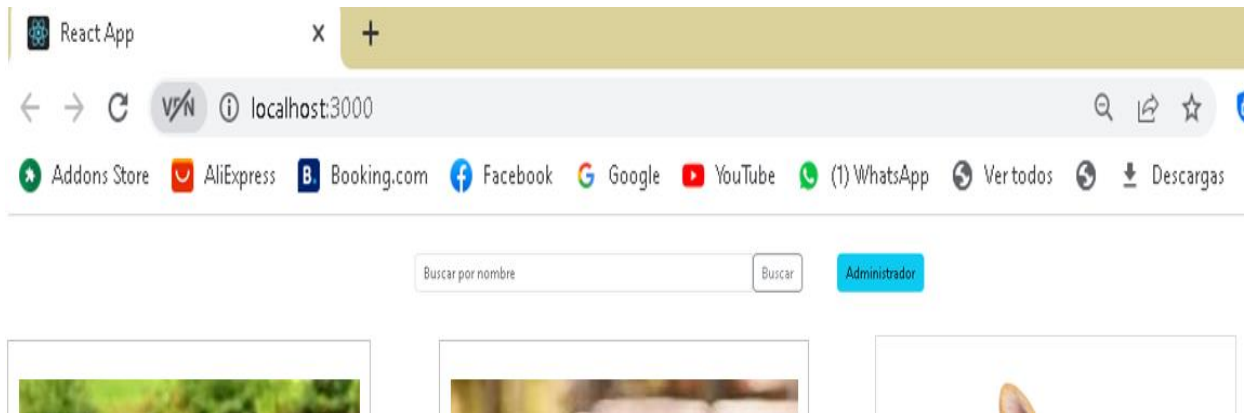 React App
VPN localhost:3000
Addons Store AliExpress B. Booking.com Facebook G Google YouTube (1) WhatsApp Ver todos Descargas
Buscar por nombre Buscar Administrador